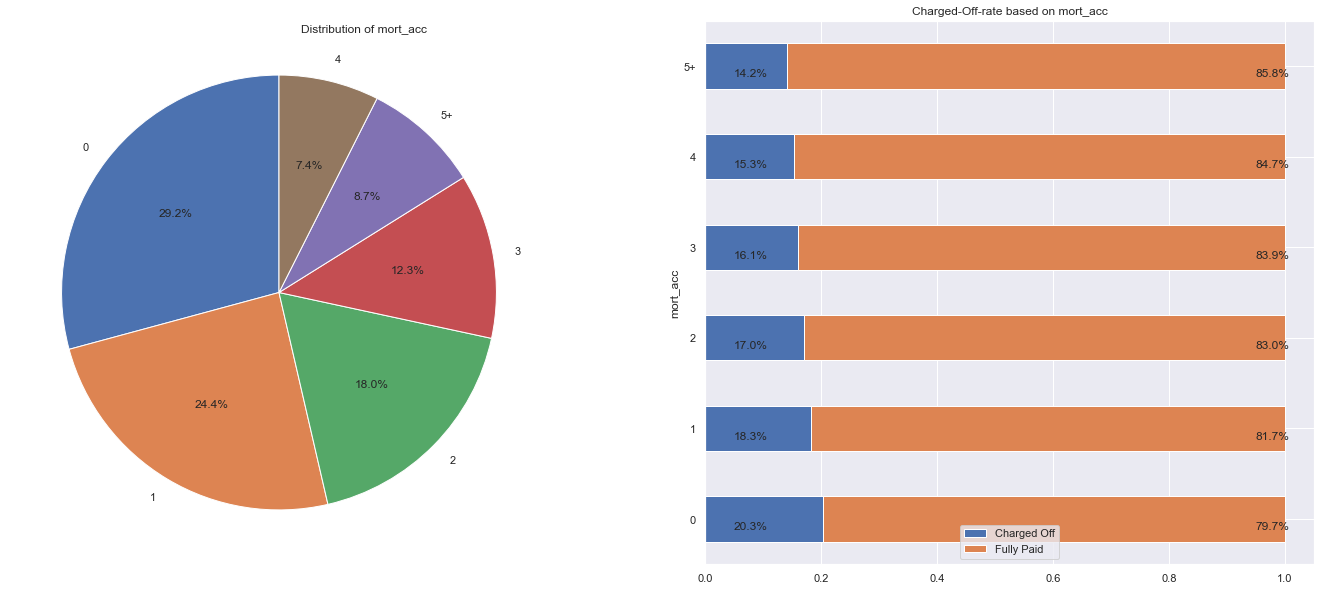 Distribution of mort_acc
4
5+
0
7.4%
8.7%
29.2%
3
12.3%
18.0%
24.4%
2
1
Charged-Off-rate based on mort_acc
mort_acc
5+ 14.2% 85.8%
4 15.3% 84.7%
3 16.1% 83.9%
2 17.0% 83.0%
1 18.3% 81.7%
0 20.3% 79.7%
Charged Off
Fully Paid
0.0 0.2 0.4 0.6 0.8 1.0